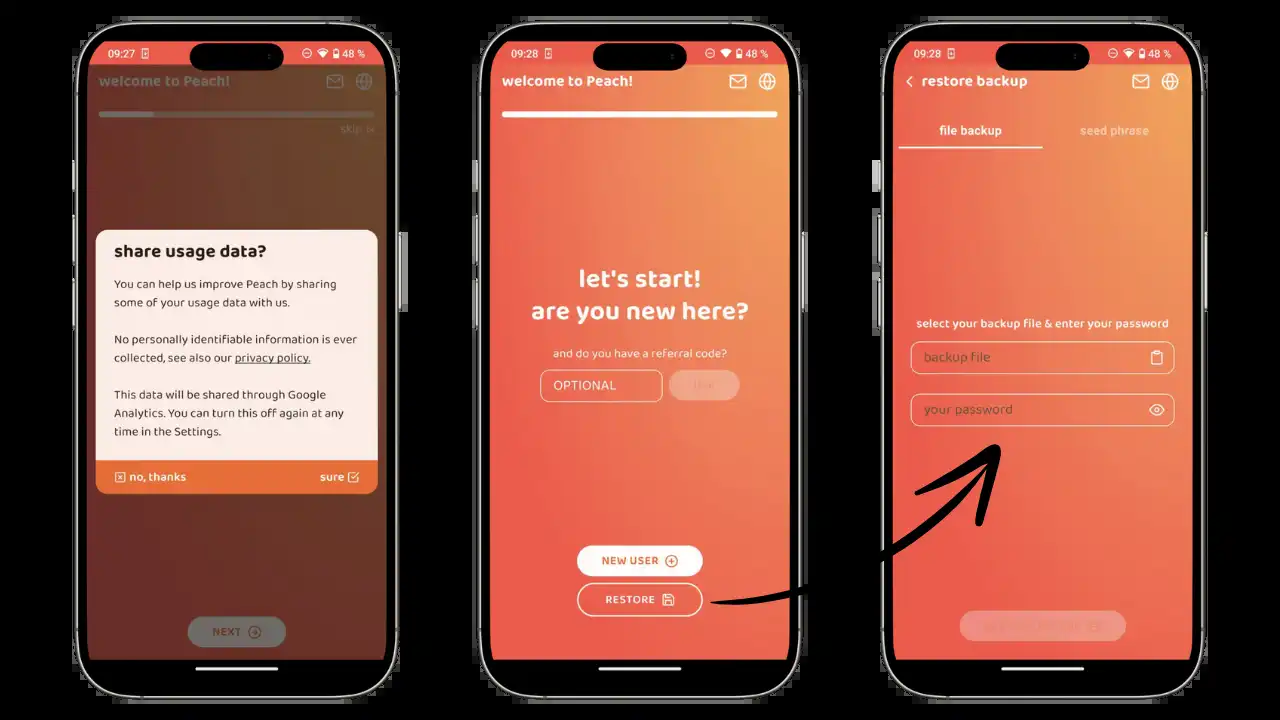 09:27
48 %
welcome to Peach!
skip
share usage data?
You can help us improve Peach by sharing
some of your usage data with us.
No personally identifiable information is ever
collected, see also our privacy policy.
This data will be shared through Google
Analytics. You can turn this off again at any
time in the Settings.
no, thanks
sure
NEXT
09:28
48 %
welcome to Peach!
let's start!
are you new here?
and do you have a referral code?
OPTIONAL
NEW USER
RESTORE
09:28
48 %
restore backup
file backup
seed phrase
select your backup file & enter your password
backup file
your password